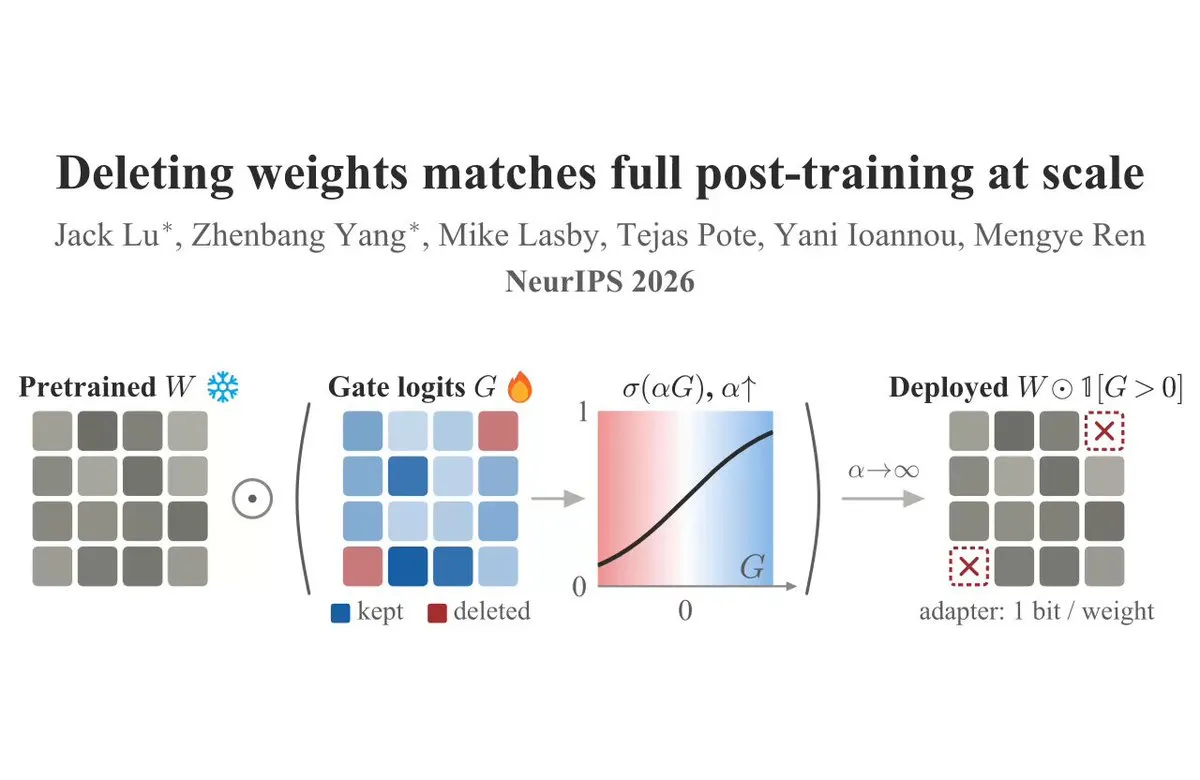 Deleting weights matches full post-training at scale
Jack Lu*, Zhenbang Yang*, Mike Lasby, Tejas Pote, Yani Ioannou, Mengye Ren
NeurIPS 2026
Pretrained W
Gate logits G
σ(αG), α↑
Deployed W ⊙ 𝟙[G > 0]
1
α→∞
G
0
0
kept
deleted
adapter: 1 bit / weight